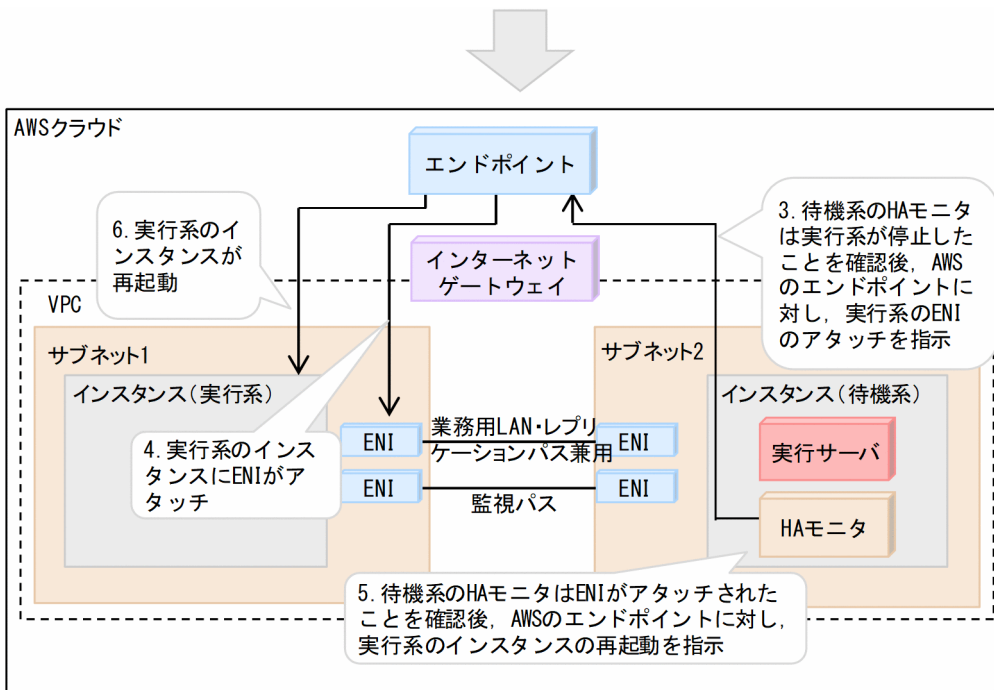 AWSクラウド
エンドポイント
6.実行系のイ
ンスタンスが
再起動
3.待機系のHAモニタ
は実行系が停止した
ことを確認後，AWS
のエンドポイントに
対し，実行系のENI
のアタッチを指示
インターネット
ゲートウェイ
VPC
サブネット1
サブネット2
インスタンス(実行系)
インスタンス(待機系)
4.実行系のインス
タンスにENIがア
タッチ
ENI
業務用LAN・レプリ
ケーションパス兼用
ENI
実行サーバ
ENI
監視パス
ENI
HAモニタ
5.待機系のHAモニタはENIがアタッチされた
ことを確認後，AWSのエンドポイントに対し，
実行系のインスタンスの再起動を指示